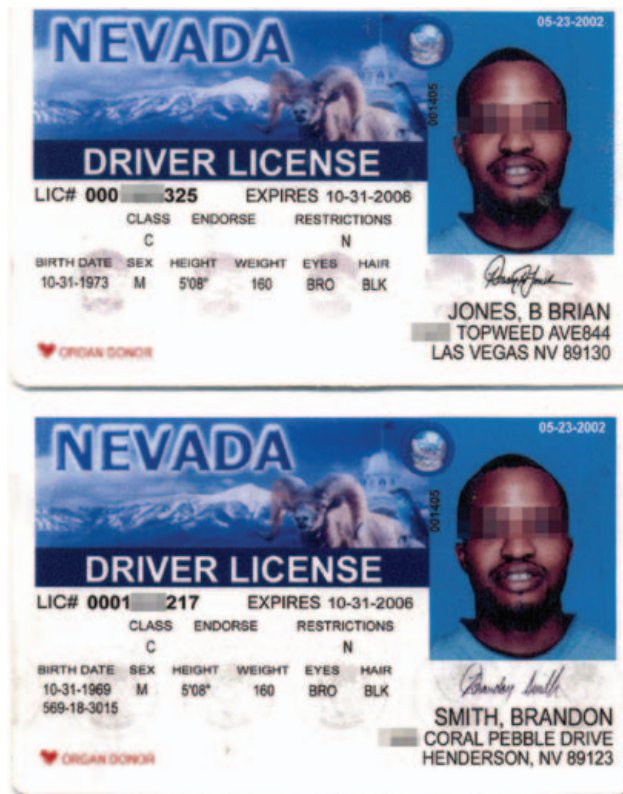 05-23-2002
NEVADA
001405
DRIVER LICENSE
LIC# 000 325 EXPIRES 10-31-2006
CLASS ENDORSE RESTRICTIONS
C N
BIRTH DATE SEX HEIGHT WEIGHT EYES HAIR
10-31-1973 M 5'08" 160 BRO BLK
JONES, B BRIAN
TOPWEED AVE844
LAS VEGAS NV 89130
ORGAN DONOR
05-23-2002
NEVADA
001405
DRIVER LICENSE
LIC# 0001 217 EXPIRES 10-31-2006
CLASS ENDORSE RESTRICTIONS
C N
BIRTH DATE SEX HEIGHT WEIGHT EYES HAIR
10-31-1969 M 5'08" 160 BRO BLK
569-18-3015
SMITH, BRANDON
CORAL PEBBLE DRIVE
HENDERSON, NV 89123
ORGAN DONOR